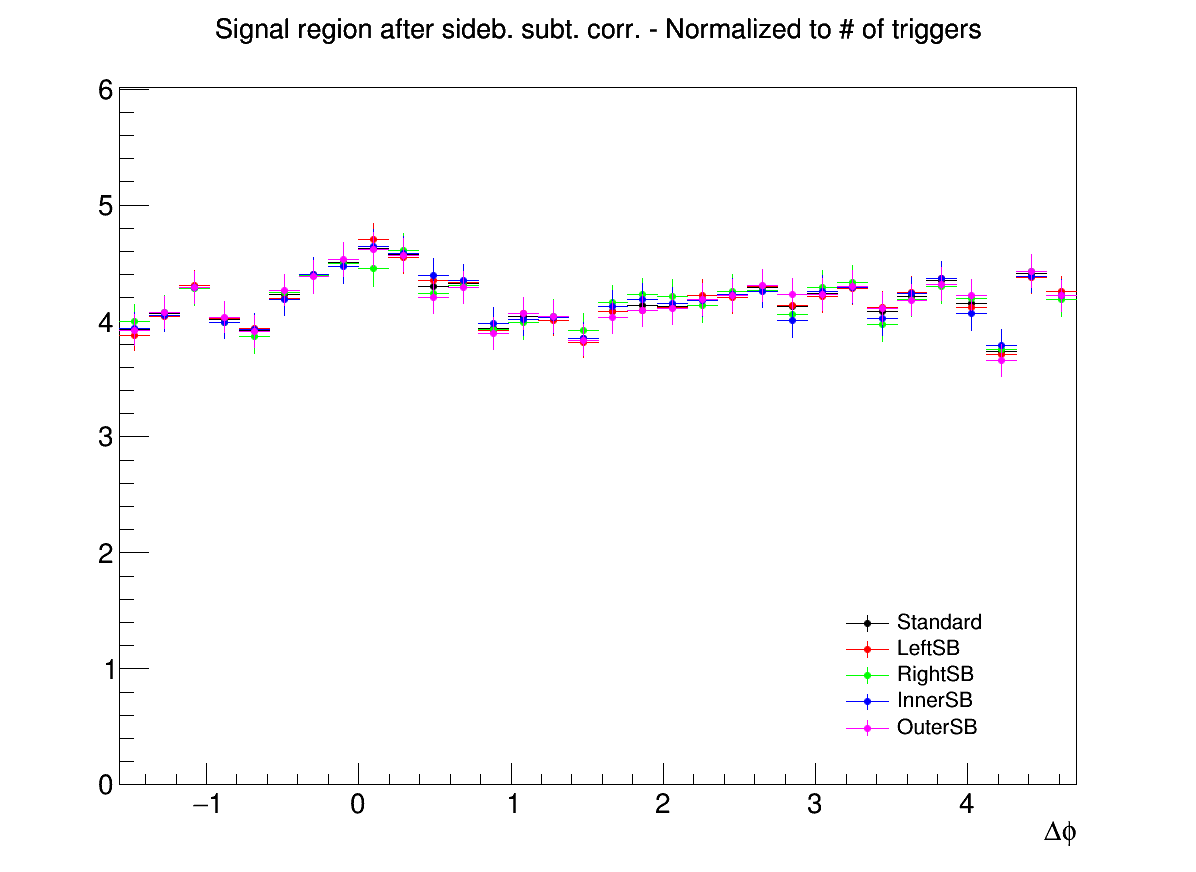 Signal region after sideb. subt. corr. - Normalized to # of triggers
6
5
4
3
2
1
0
Standard
LeftSB
RightSB
InnerSB
OuterSB
−1 0 1 2 3 4
Δϕ